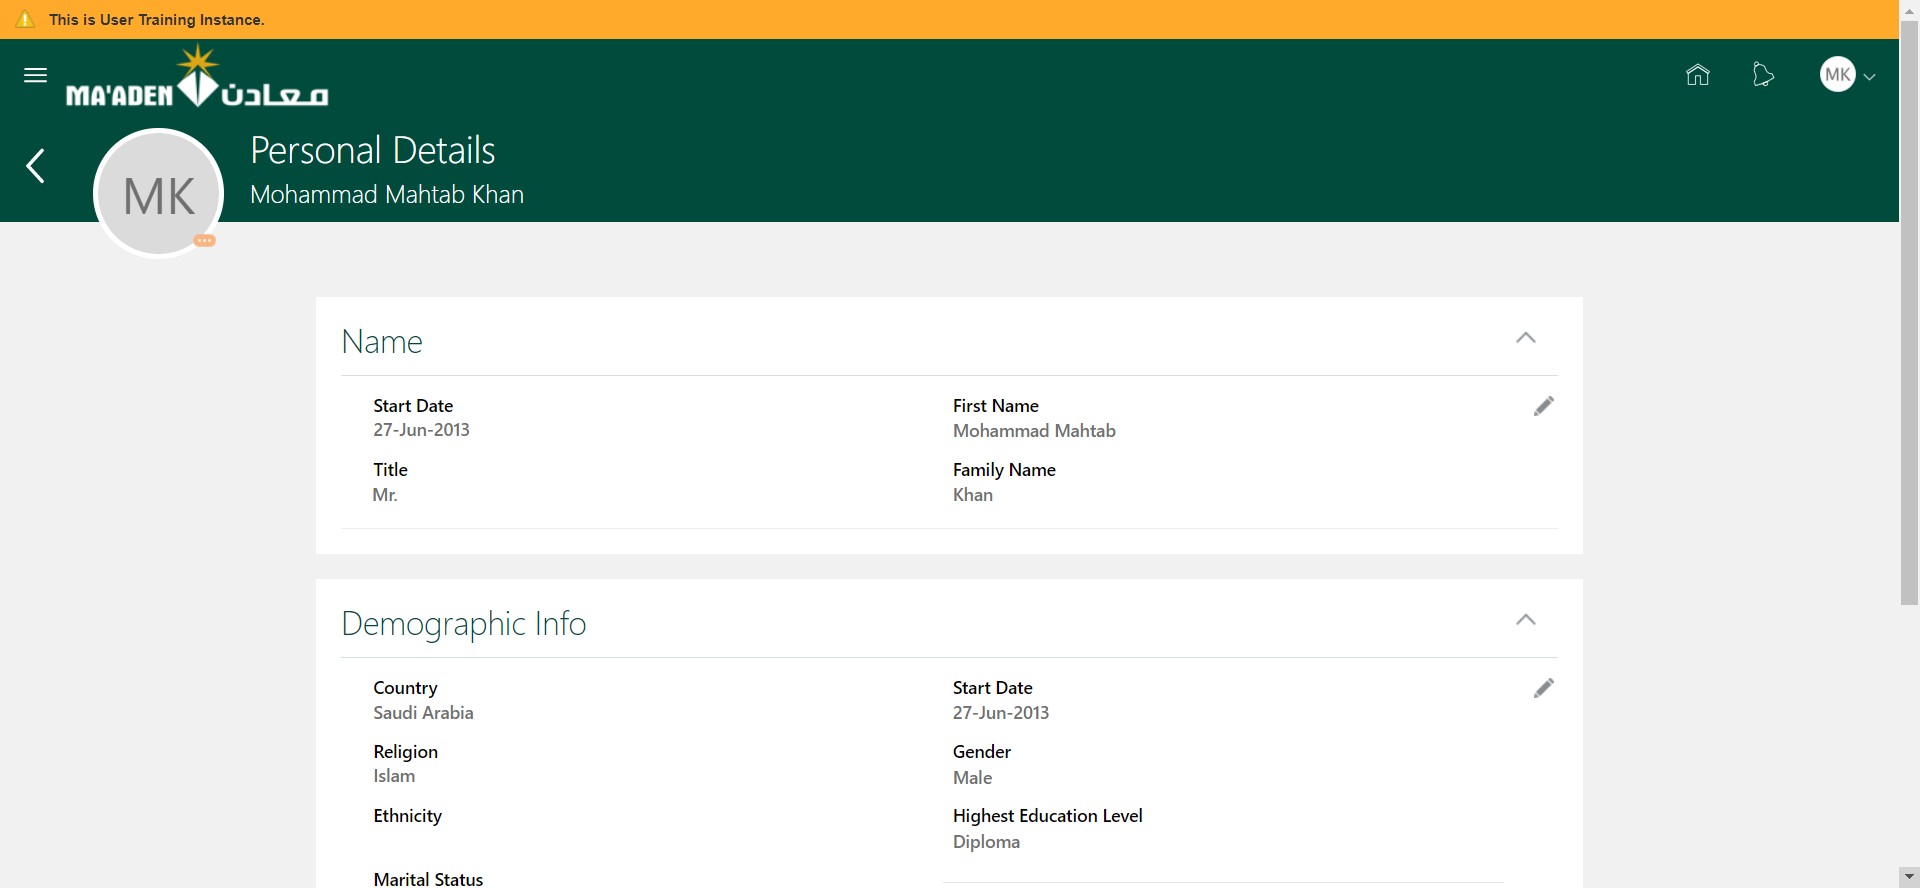 This is User Training Instance.
MA'ADEN معادن
MK
Personal Details
Mohammad Mahtab Khan
MK
Name
Start Date
27-Jun-2013
First Name
Mohammad Mahtab
Title
Mr.
Family Name
Khan
Demographic Info
Country
Saudi Arabia
Start Date
27-Jun-2013
Religion
Islam
Gender
Male
Ethnicity
Highest Education Level
Diploma
Marital Status